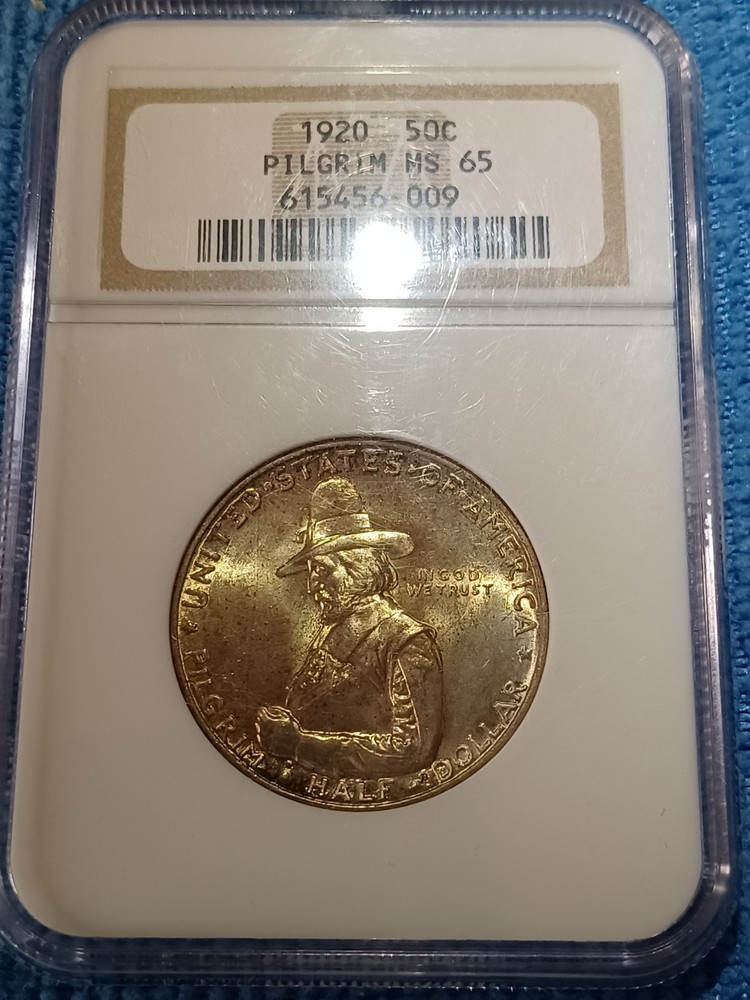 1920 50C
PILGRIM MS 65
615456-009
UNITED·STATES·OF·AMERICA
IN GOD
WE TRUST
PILGRIM HALF DOLLAR